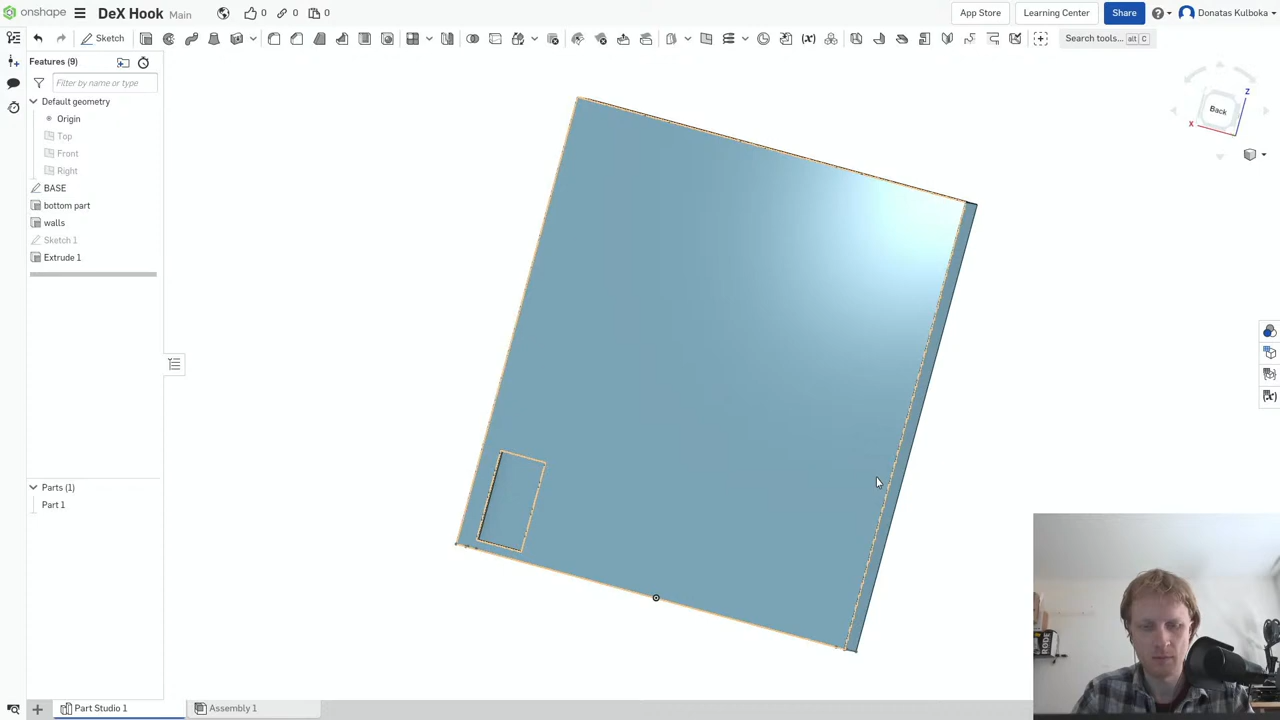 onshape
DeX Hook Main
0
0
0
App Store
Learning Center
Share
Donatas Kulboka
Sketch
Search tools...
alt C
Features (9)
Filter by name or type
Default geometry
Origin
Top
Front
Right
BASE
bottom part
walls
Sketch 1
Extrude 1
Parts (1)
Part 1
Back
Z
X
RODE
Part Studio 1
Assembly 1